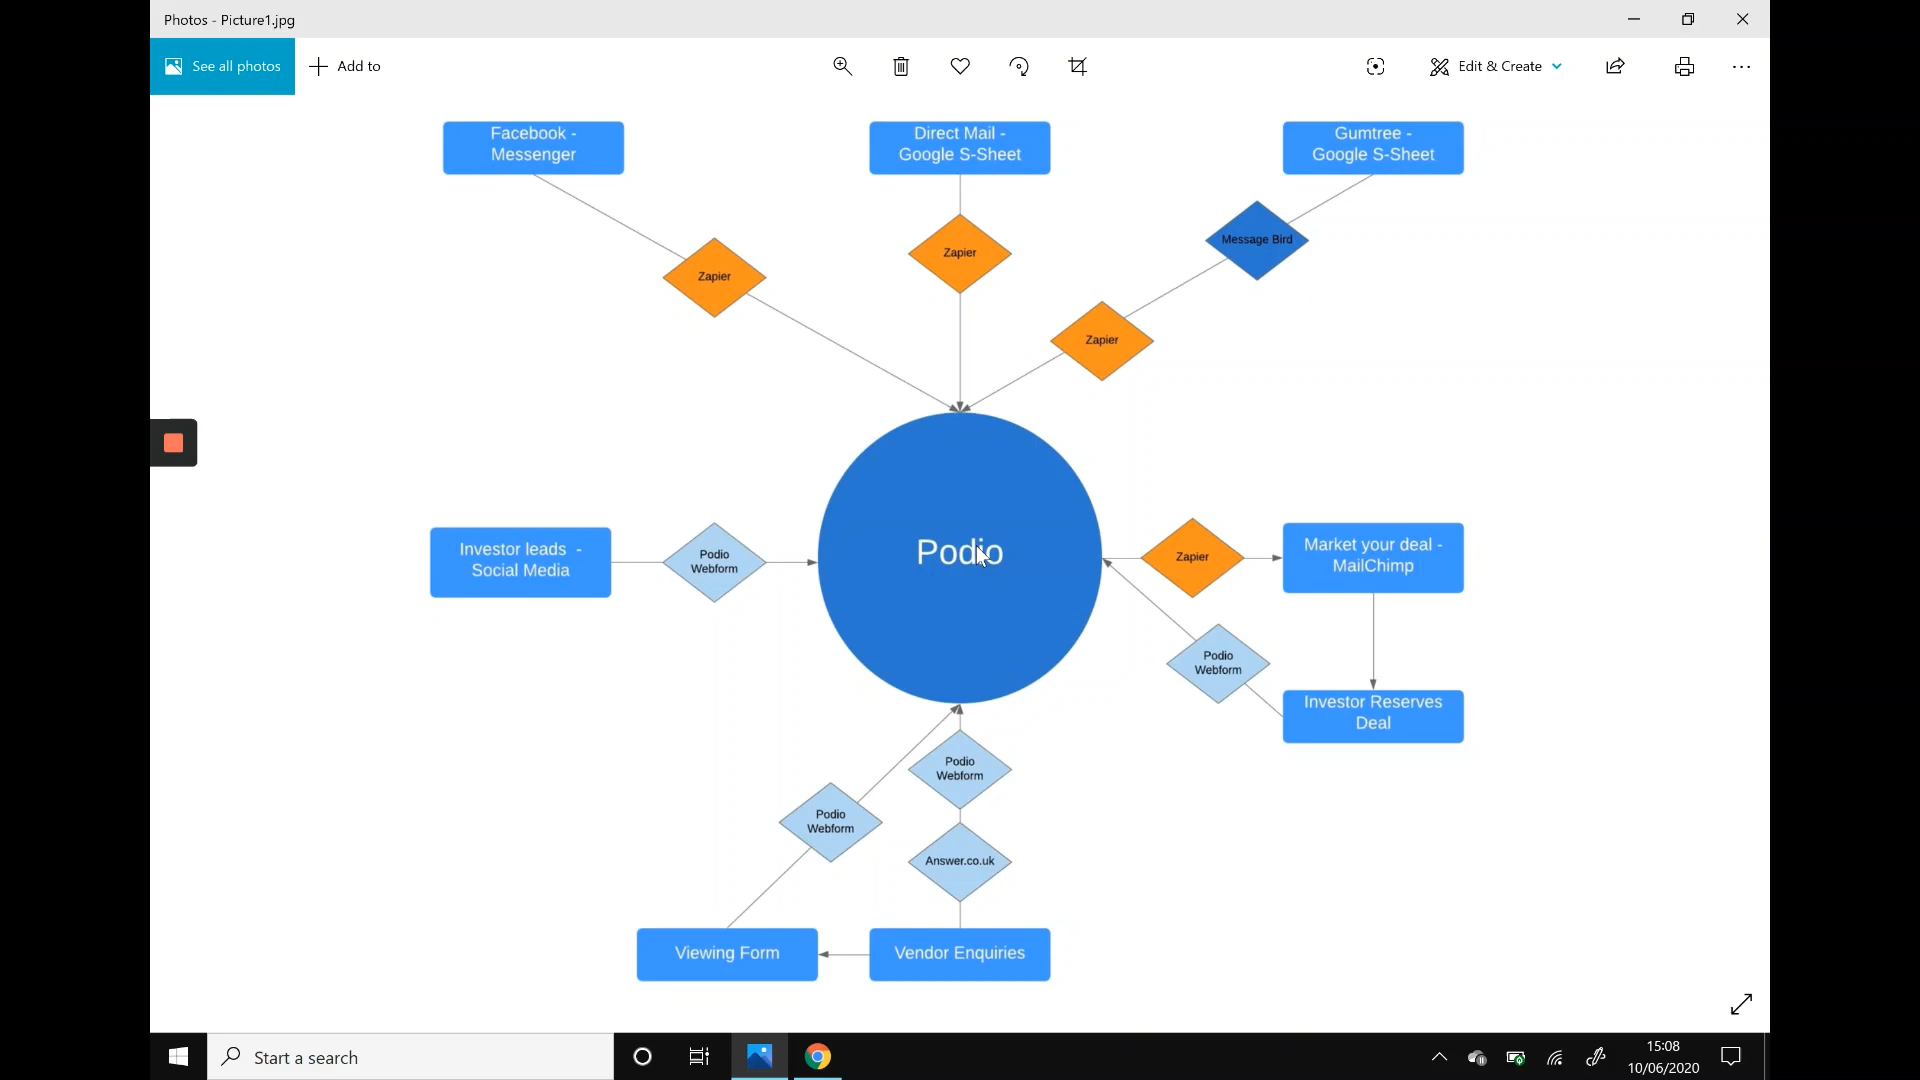 Photos - Picture1.jpg
See all photos
Add to
Edit & Create
Facebook -
Messenger
Direct Mail -
Google S-Sheet
Gumtree -
Google S-Sheet
Message Bird
Zapier
Zapier
Zapier
Investor leads -
Social Media
Podio
Webform
Podio
Zapier
Market your deal -
MailChimp
Podio
Webform
Investor Reserves
Deal
Podio
Webform
Podio
Webform
Answer.co.uk
Viewing Form
Vendor Enquiries
Start a search
15:08
10/06/2020